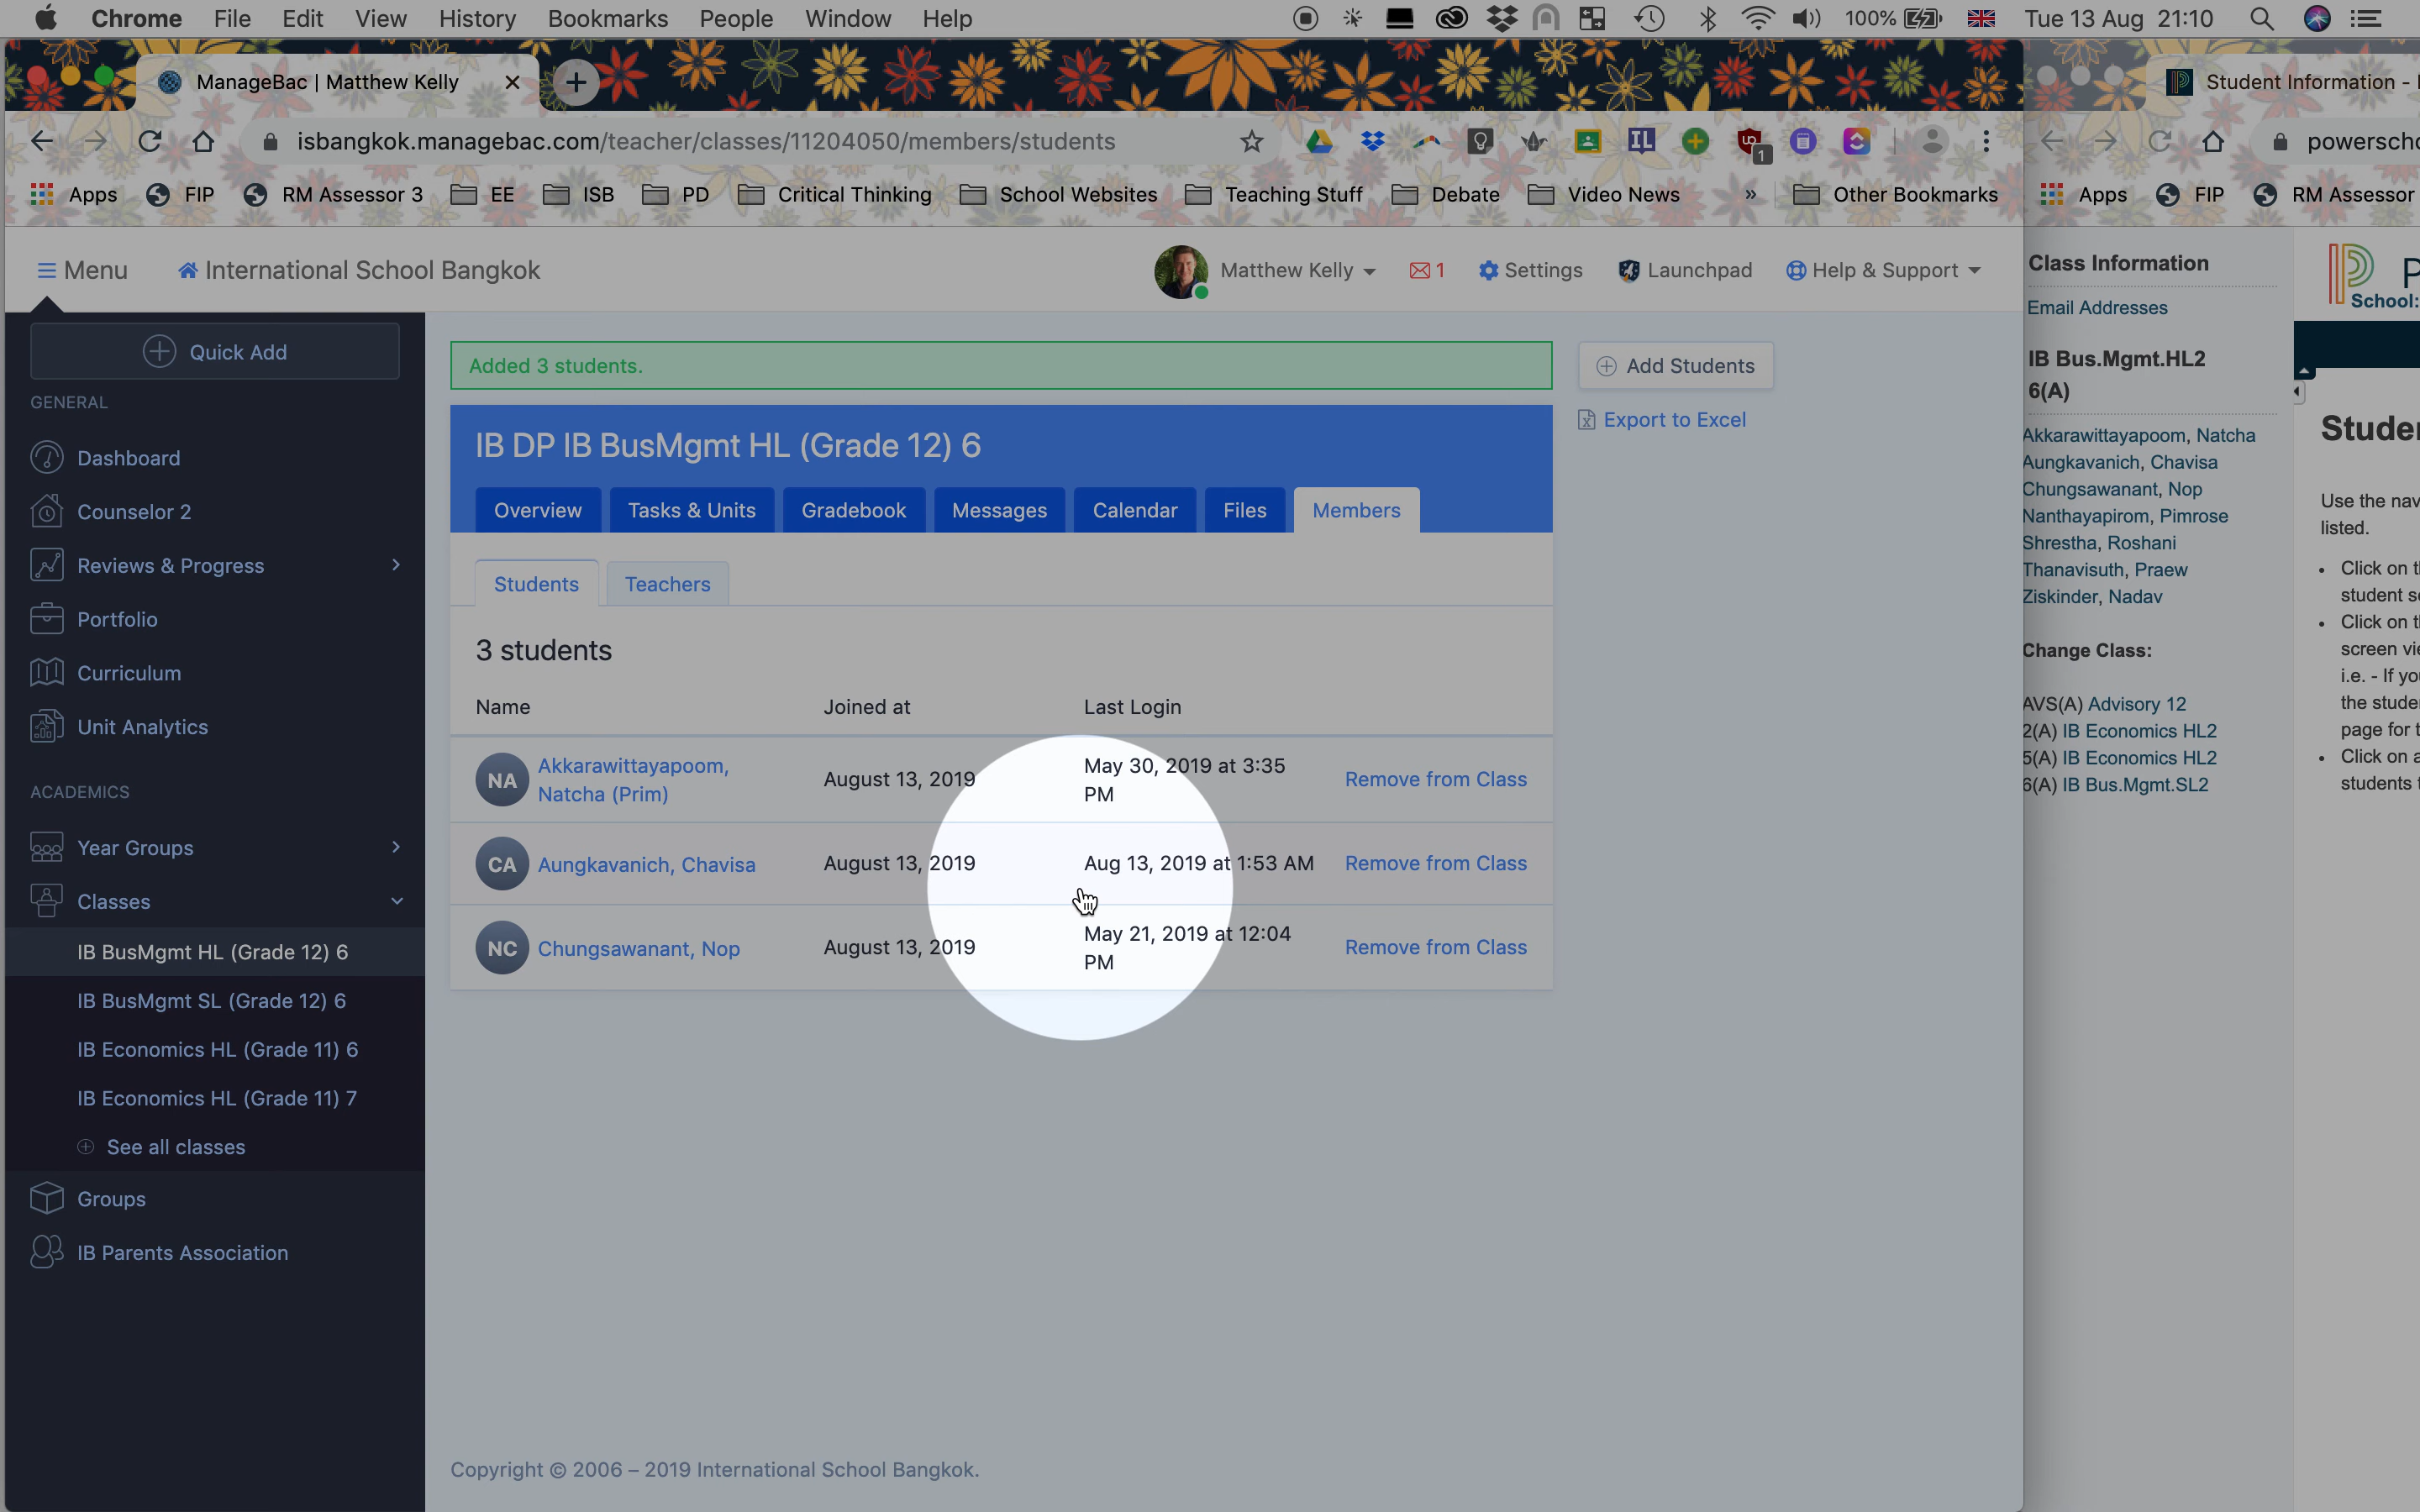 Chrome File Edit View History Bookmarks People Window Help 100% Tue 13 Aug 21:10
ManageBac | Matthew Kelly
isbangkok.managebac.com/teacher/classes/11204050/members/students
Apps FIP RM Assessor 3 EE ISB PD Critical Thinking School Websites Teaching Stuff Debate Video News » Other Bookmarks
Menu International School Bangkok Matthew Kelly 1 Settings Launchpad Help & Support
Quick Add
GENERAL
Dashboard
Counselor 2
Reviews & Progress
Portfolio
Curriculum
Unit Analytics
ACADEMICS
Year Groups
Classes
IB BusMgmt HL (Grade 12) 6
IB BusMgmt SL (Grade 12) 6
IB Economics HL (Grade 11) 6
IB Economics HL (Grade 11) 7
See all classes
Groups
IB Parents Association
Added 3 students.
Add Students
Export to Excel
IB DP IB BusMgmt HL (Grade 12) 6
Overview Tasks & Units Gradebook Messages Calendar Files Members
Students Teachers
3 students
Name Joined at Last Login
NA Akkarawittayapoom, Natcha (Prim) August 13, 2019 May 30, 2019 at 3:35 PM Remove from Class
CA Aungkavanich, Chavisa August 13, 2019 Aug 13, 2019 at 1:53 AM Remove from Class
NC Chungsawanant, Nop August 13, 2019 May 21, 2019 at 12:04 PM Remove from Class
Copyright © 2006 – 2019 International School Bangkok.
Student Information -
powersch
Apps FIP RM Assessor
Class Information
Email Addresses
IB Bus.Mgmt.HL2
6(A)
Akkarawittayapoom, Natcha
Aungkavanich, Chavisa
Chungsawanant, Nop
Nanthayapirom, Pimrose
Shrestha, Roshani
Thanavisuth, Praew
Ziskinder, Nadav
Change Class:
AVS(A) Advisory 12
2(A) IB Economics HL2
5(A) IB Economics HL2
6(A) IB Bus.Mgmt.SL2
School:
Studen
Use the nav
listed.
Click on t
student s
Click on t
screen vi
i.e. - If yo
the stude
page for t
Click on a
students